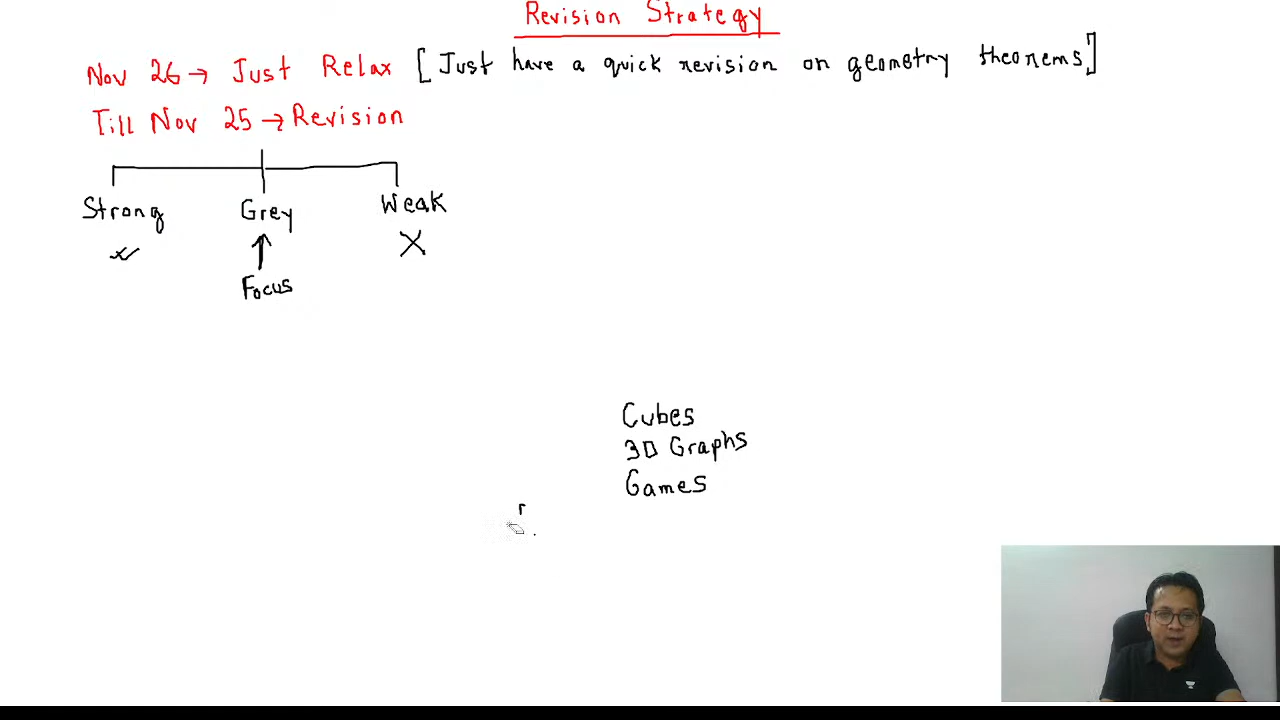 Revision Strategy
Nov 26 → Just Relax [Just have a quick revision on geometry theorems]
Till Nov 25 → Revision
Strong Grey Weak
Focus
Cubes
3D Graphs
Games